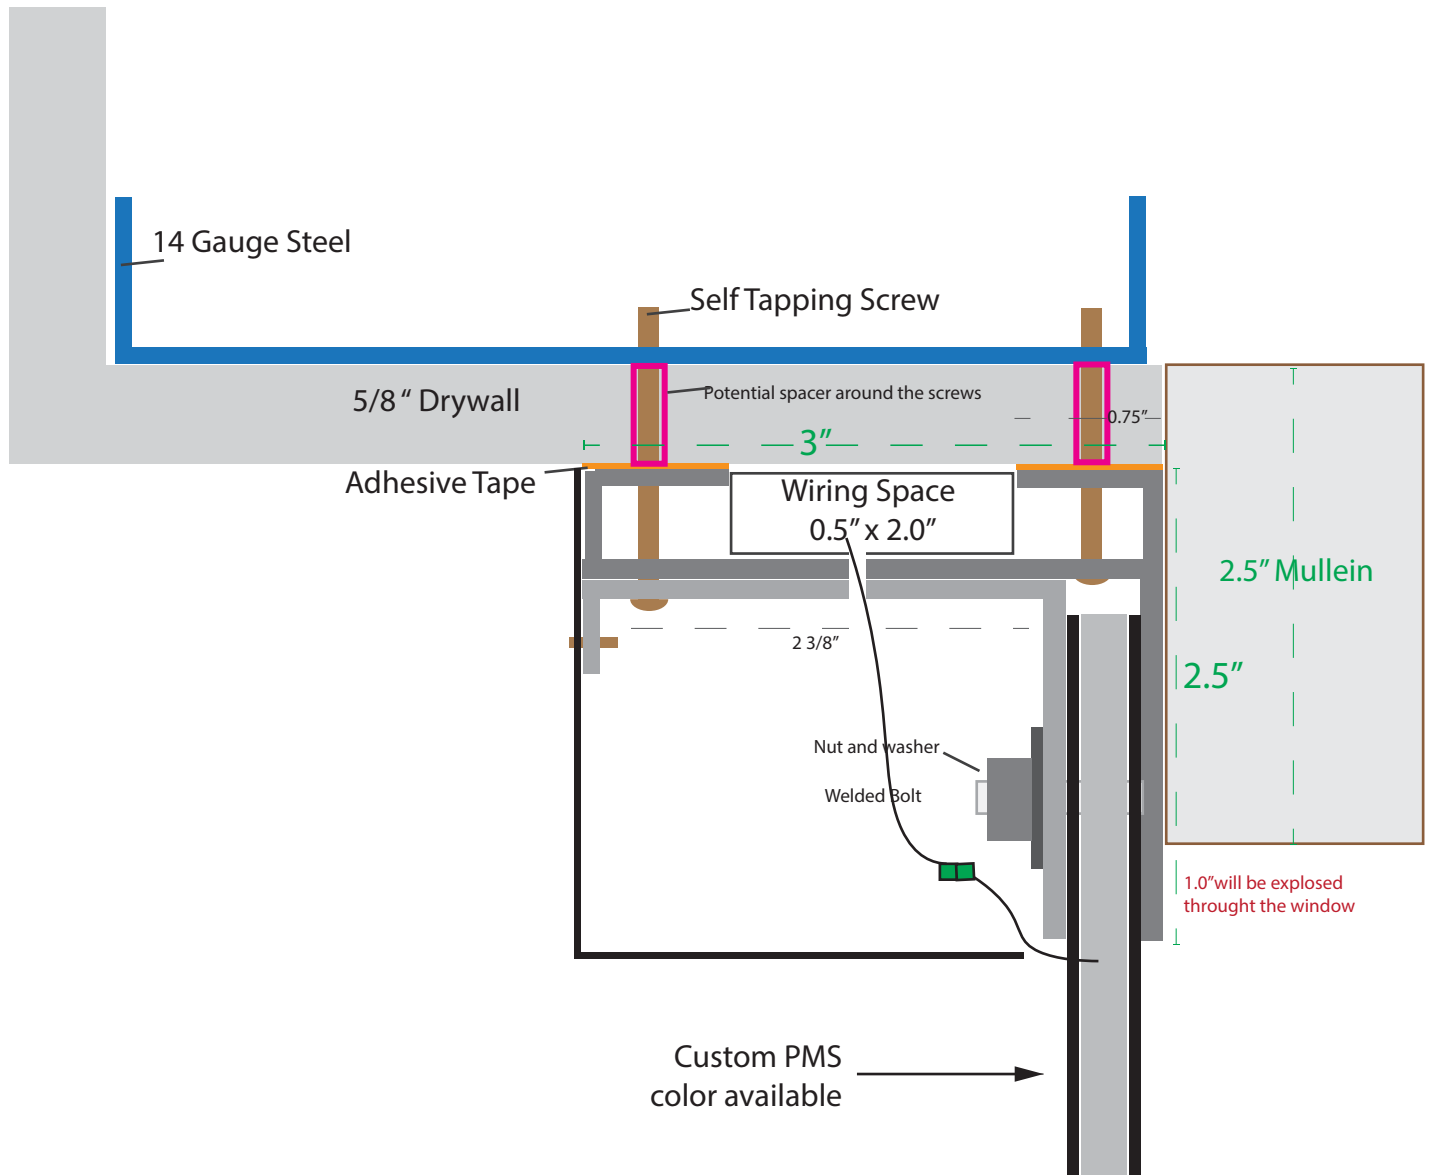 14 Gauge Steel
Self Tapping Screw
5/8 “ Drywall
Potential spacer around the screws
0.75”
3”
Adhesive Tape
Wiring Space
0.5” x 2.0”
2.5” Mullein
2 3/8”
2.5”
Nut and washer
Welded Bolt
1.0”will be explosed
throught the window
Custom PMS
color available